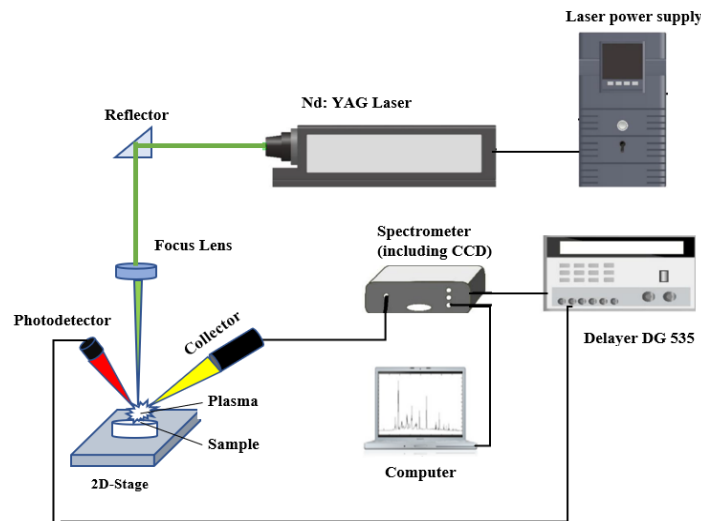 Laser power supply
Nd: YAG Laser
Reflector
Spectrometer
(including CCD)
Focus Lens
Photodetector
Collector
Delayer DG 535
Plasma
Sample
Computer
2D-Stage